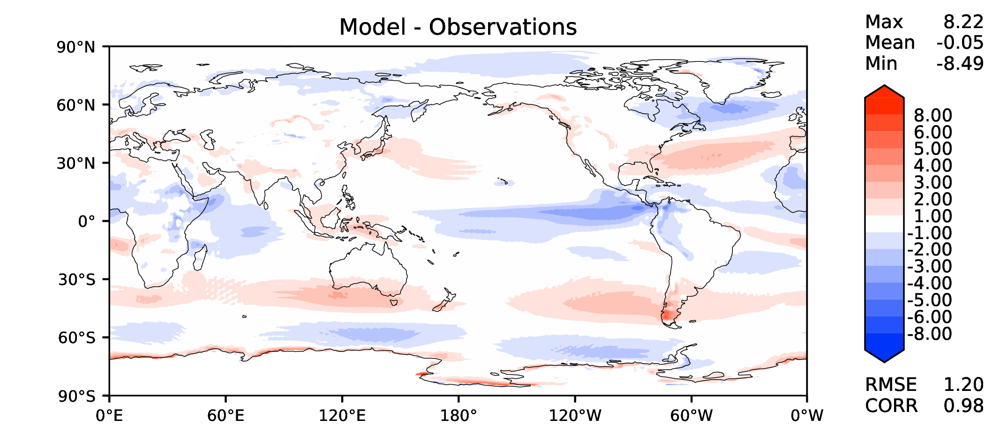 Model - Observations
Max 8.22
Mean -0.05
Min -8.49
90°N
60°N
30°N
0°
30°S
60°S
90°S
0°E 60°E 120°E 180° 120°W 60°W 0°W
8.00
6.00
5.00
4.00
3.00
2.00
1.00
-1.00
-2.00
-3.00
-4.00
-5.00
-6.00
-8.00
RMSE 1.20
CORR 0.98